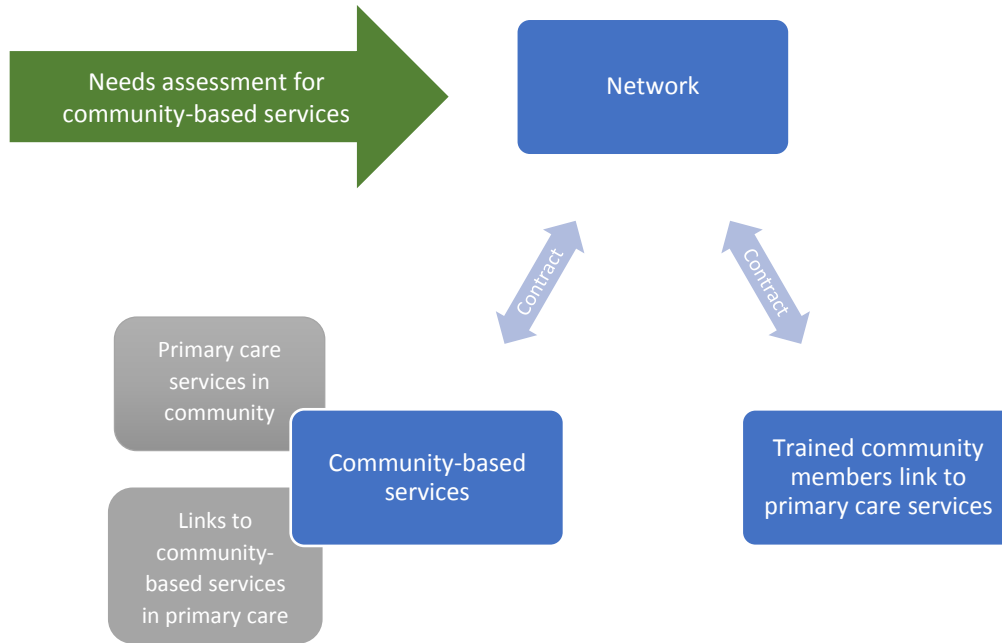 Needs assessment for
community-based services
Network
Contract
Contract
Primary care
services in
community
Community-based
services
Trained community
members link to
primary care services
Links to
community-
based services
in primary care